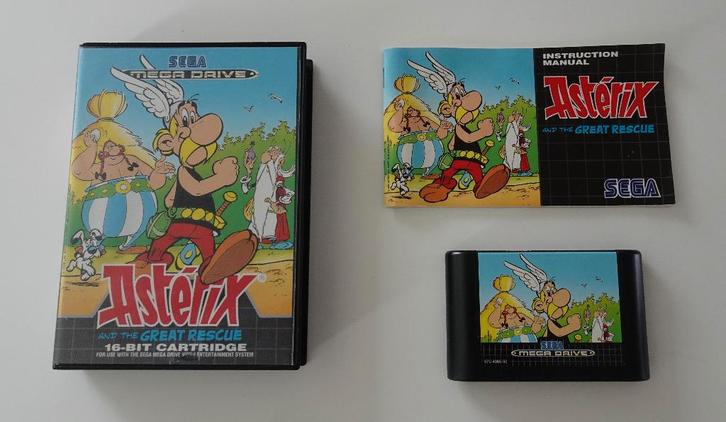 SEGA
MEGA DRIVE
Astérix
AND THE GREAT RESCUE
16-BIT CARTRIDGE
FOR USE WITH THE SEGA MEGA DRIVE ENTERTAINMENT SYSTEM
INSTRUCTION
MANUAL
Astérix
AND THE GREAT RESCUE
SEGA
SEGA
MEGA DRIVE